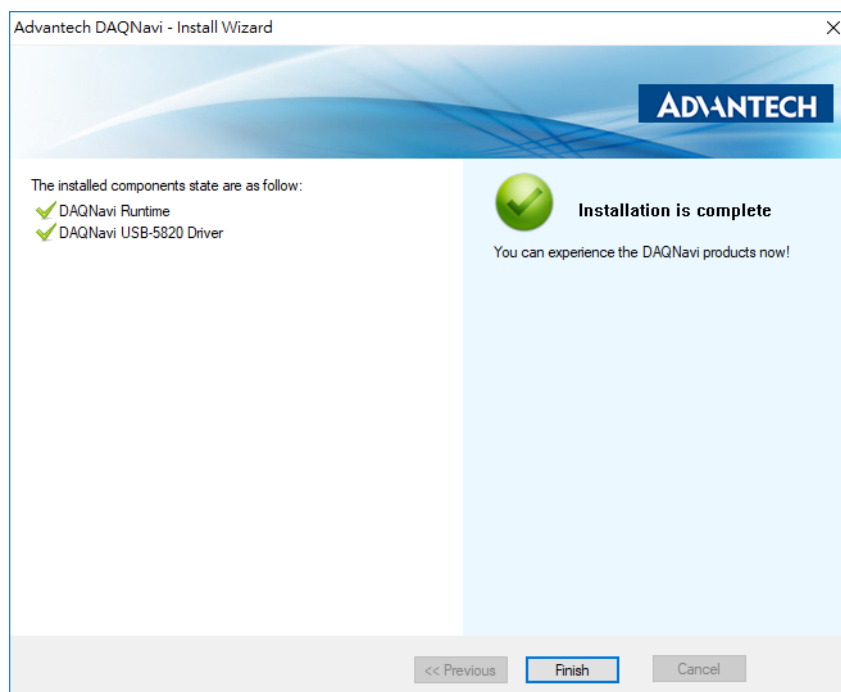 Advantech DAQNavi - Install Wizard
ADVANTECH
The installed components state are as follow:
DAQNavi Runtime
DAQNavi USB-5820 Driver
Installation is complete
You can experience the DAQNavi products now!
<< Previous
Finish
Cancel